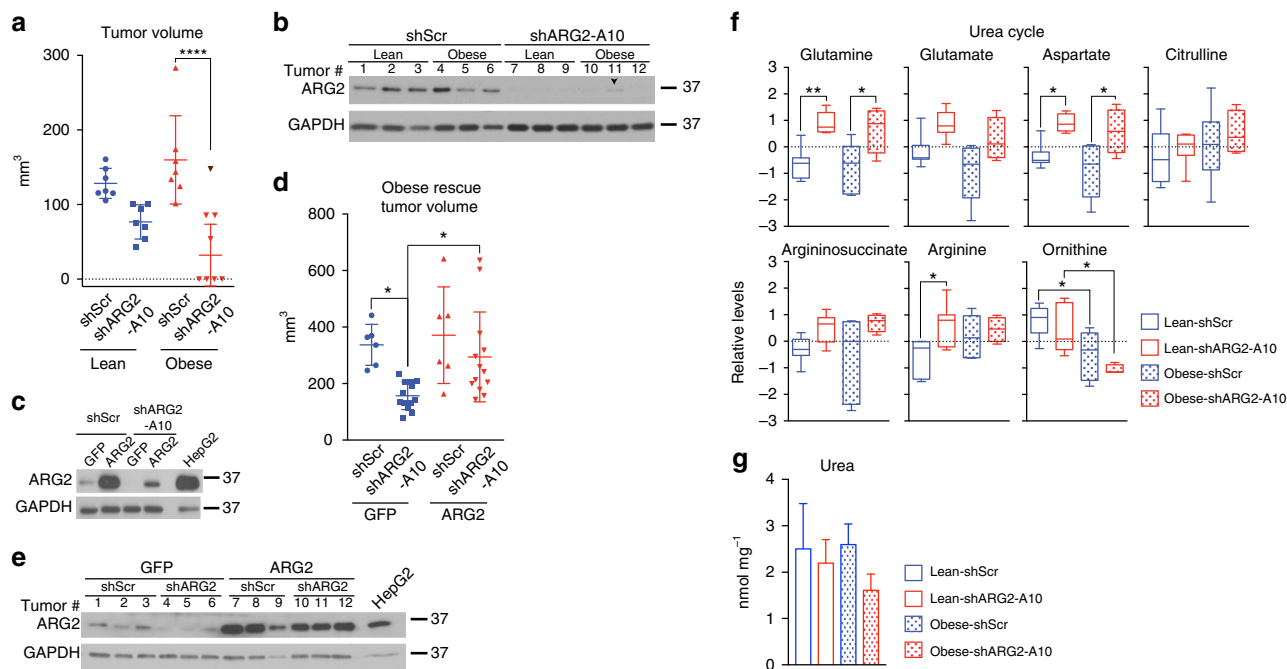 a
Tumor volume
300
200
100
0
mm³
****
shScr
shARG2
-A10
shScr
shARG2
-A10
Lean
Obese
b
shScr
shARG2-A10
Lean
Obese
Lean
Obese
Tumor #
1 2 3 4 5 6 7 8 9 10 11 12
ARG2
37
GAPDH
37
c
shScr
shARG2
-A10
GFP
ARG2
GFP
ARG2
HepG2
ARG2
37
GAPDH
37
d
Obese rescue
tumor volume
800
600
400
200
0
mm³
*
*
shScr
shARG2
-A10
shScr
shARG2
-A10
GFP
ARG2
e
GFP
ARG2
shScr
shARG2
shScr
shARG2
HepG2
Tumor #
1 2 3 4 5 6 7 8 9 10 11 12
ARG2
37
GAPDH
37
f
Urea cycle
Glutamine
Glutamate
Aspartate
Citrulline
3
2
1
0
−1
−2
−3
**
*
*
*
Argininosuccinate
Arginine
Ornithine
Relative levels
3
2
1
0
−1
−2
−3
*
*
*
Lean-shScr
Lean-shARG2-A10
Obese-shScr
Obese-shARG2-A10
g
Urea
nmol mg⁻¹
4
3
2
1
0
Lean-shScr
Lean-shARG2-A10
Obese-shScr
Obese-shARG2-A10